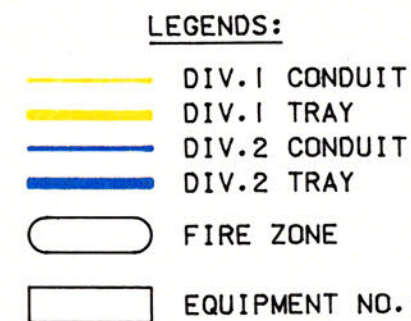 LEGENDS:
DIV.I CONDUIT
DIV.I TRAY
DIV.2 CONDUIT
DIV.2 TRAY
FIRE ZONE
EQUIPMENT NO.